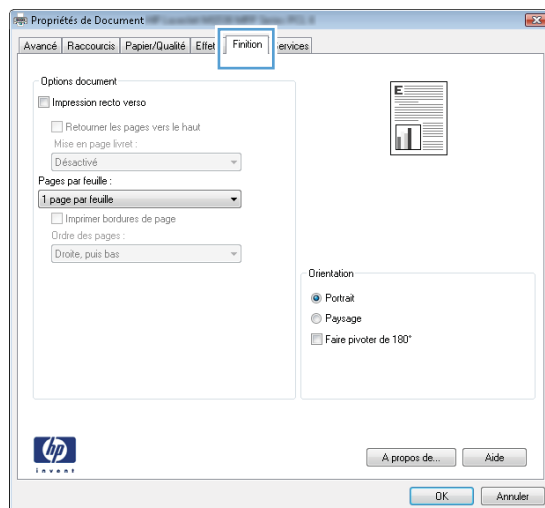 Propriétés de Document
Avancé Raccourcis Papier/Qualité Effet Finition ervices
Options document
Impression recto verso
Retourner les pages vers le haut
Mise en page livret :
Désactivé
Pages par feuille :
1 page par feuille
Imprimer bordures de page
Ordre des pages :
Droite, puis bas
E
Orientation
Portrait
Paysage
Faire pivoter de 180°
hp
invent
A propos de... Aide
OK Annuler